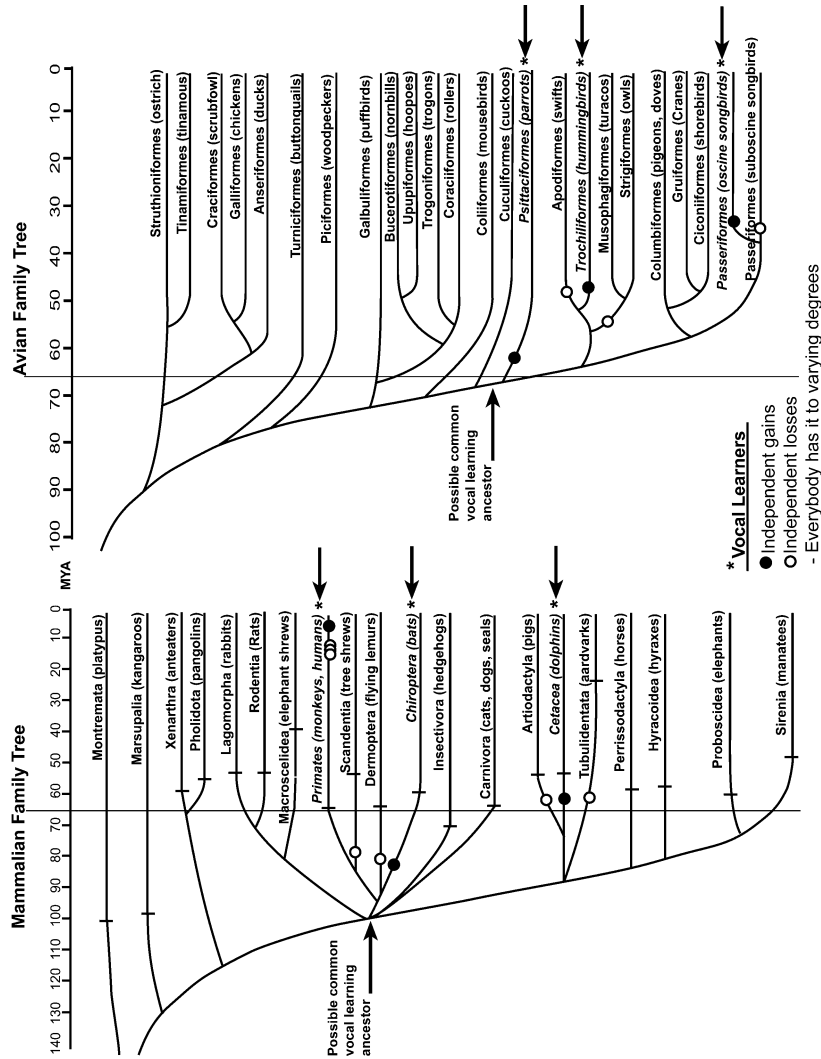 Avian Family Tree
0
10
20
30
40
50
60
70
80
90
100
MYA
Struthioniformes (ostrich)
Tinamiformes (tinamous)
Craciformes (scrubfowl)
Galliformes (chickens)
Anseriformes (ducks)
Turniciformes (buttonquails)
Piciformes (woodpeckers)
Galbuliformes (puffbirds)
Bucerotiformes (hornbills)
Upupiformes (hoopoes)
Trogoniformes (trogons)
Coraciiformes (rollers)
Coliiformes (mousebirds)
Cuculiformes (cuckoos)
Psittaciformes (parrots) *
Apodiformes (swifts)
Trochiliformes (hummingbirds) *
Musophagiformes (turacos)
Strigiformes (owls)
Columbiformes (pigeons, doves)
Gruiformes (Cranes)
Ciconiiformes (shorebirds)
Passeriformes (oscine songbirds) *
Passeriformes (suboscine songbirds)
Possible common
vocal learning
ancestor
* Vocal Learners
Independent gains
Independent losses
- Everybody has it to varying degrees
Mammalian Family Tree
0
10
20
30
40
50
60
70
80
90
100
110
120
130
140
Montremata (platypus)
Marsupalia (kangaroos)
Xenarthra (anteaters)
Pholidota (pangolins)
Lagomorpha (rabbits)
Rodentia (Rats)
Macroscelidea (elephant shrews)
Primates (monkeys, humans) *
Scandentia (tree shrews)
Dermoptera (flying lemurs)
Chiroptera (bats) *
Insectivora (hedgehogs)
Carnivora (cats, dogs, seals)
Artiodactyla (pigs)
Cetacea (dolphins) *
Tubulidentata (aardvarks)
Perrissodactyla (horses)
Hyracoidea (hyraxes)
Proboscidea (elephants)
Sirenia (manatees)
Possible common
vocal learning
ancestor